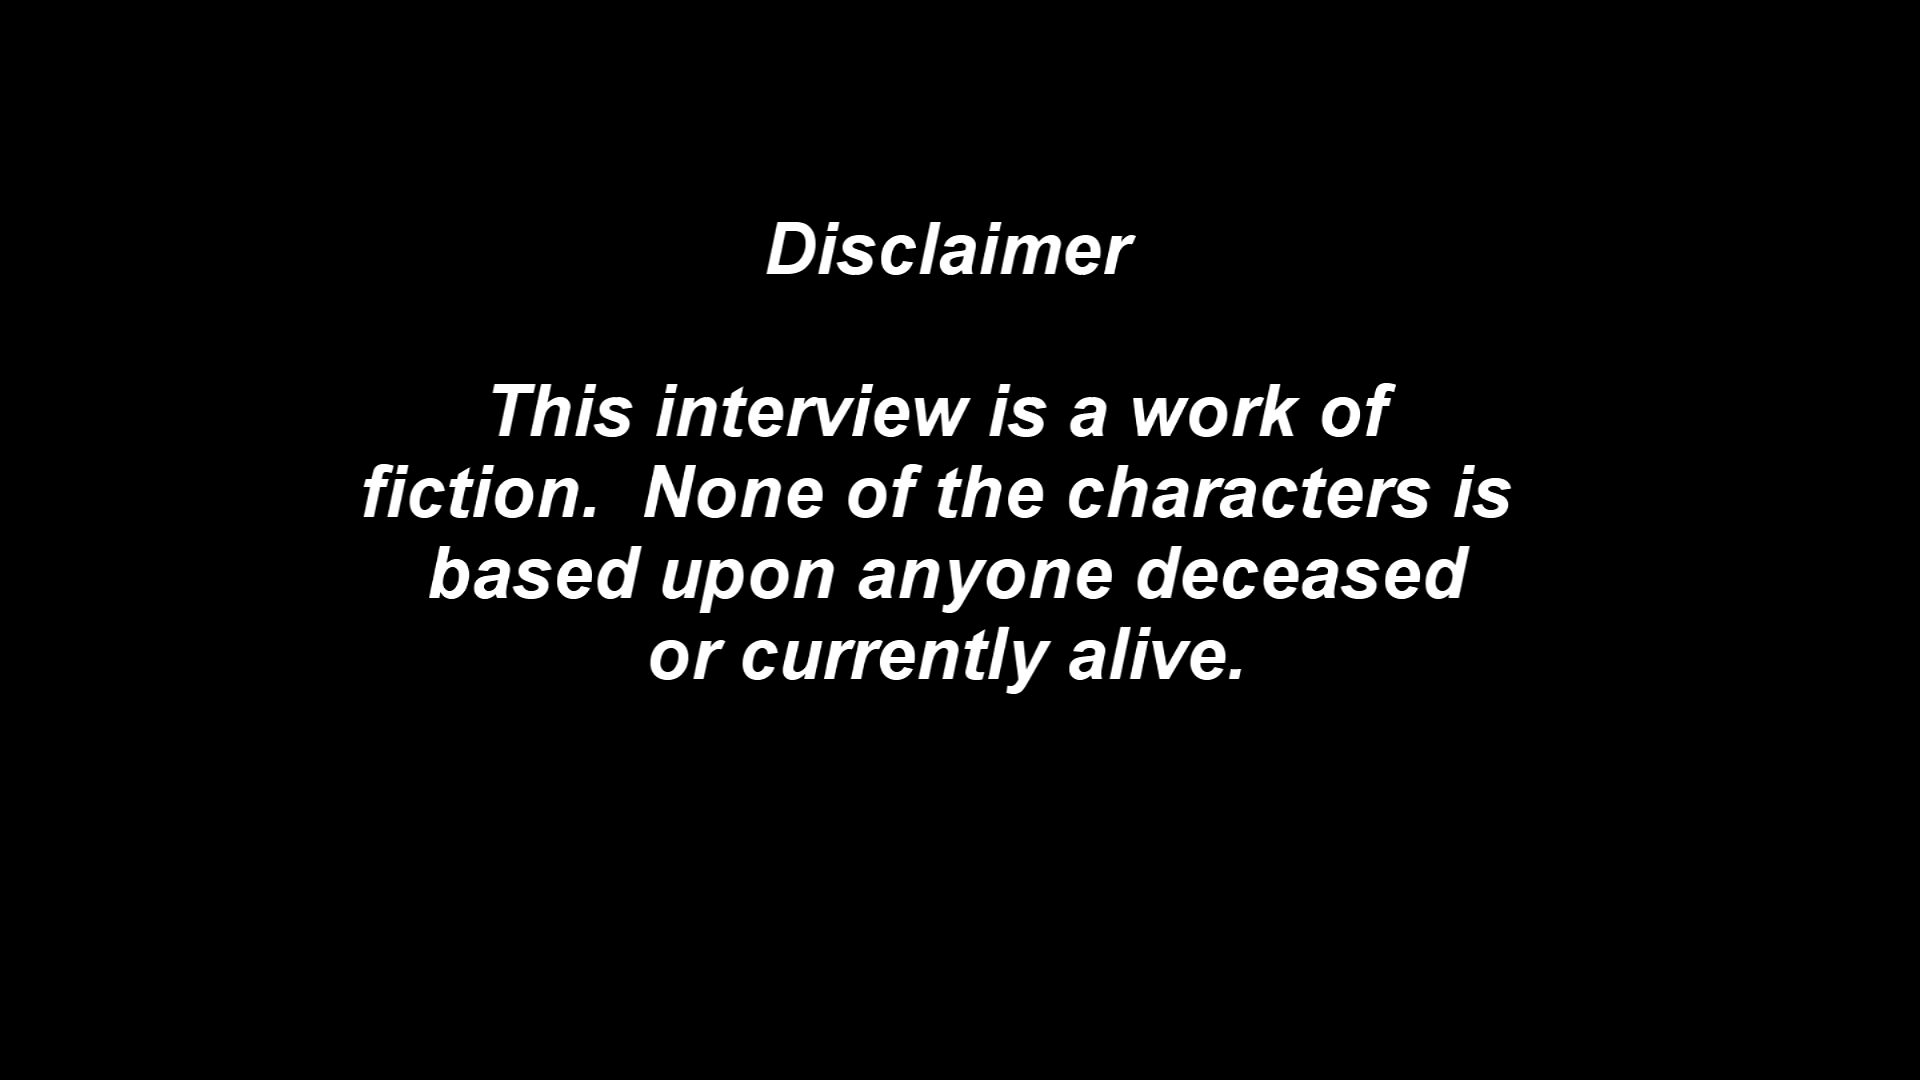 Disclaimer
This interview is a work of
fiction.  None of the characters is
based upon anyone deceased
or currently alive.